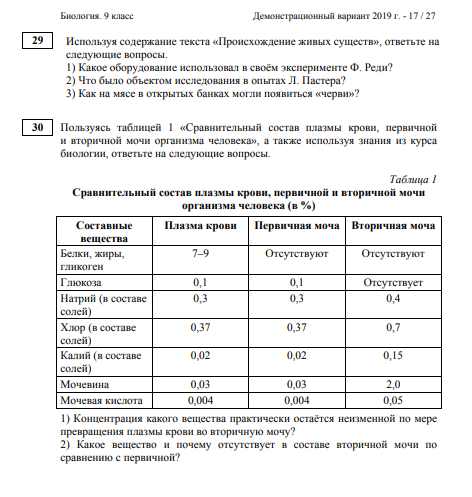 Биология. 9 класс Демонстрационный вариант 2019 г. - 17 / 27
29 Используя содержание текста «Происхождение живых существ», ответьте на
следующие вопросы.
1) Какое оборудование использовал в своём эксперименте Ф. Реди?
2) Что было объектом исследования в опытах Л. Пастера?
3) Как на мясе в открытых банках могли появиться «черви»?
30 Пользуясь таблицей 1 «Сравнительный состав плазмы крови, первичной
и вторичной мочи организма человека», а также используя знания из курса
биологии, ответьте на следующие вопросы.
Таблица 1
Сравнительный состав плазмы крови, первичной и вторичной мочи
организма человека (в %)
Составные вещества Плазма крови Первичная моча Вторичная моча
Белки, жиры, гликоген 7–9 Отсутствуют Отсутствуют
Глюкоза 0,1 0,1 Отсутствует
Натрий (в составе солей) 0,3 0,3 0,4
Хлор (в составе солей) 0,37 0,37 0,7
Калий (в составе солей) 0,02 0,02 0,15
Мочевина 0,03 0,03 2,0
Мочевая кислота 0,004 0,004 0,05
1) Концентрация какого вещества практически остаётся неизменной по мере
превращения плазмы крови во вторичную мочу?
2) Какое вещество и почему отсутствует в составе вторичной мочи по
сравнению с первичной?